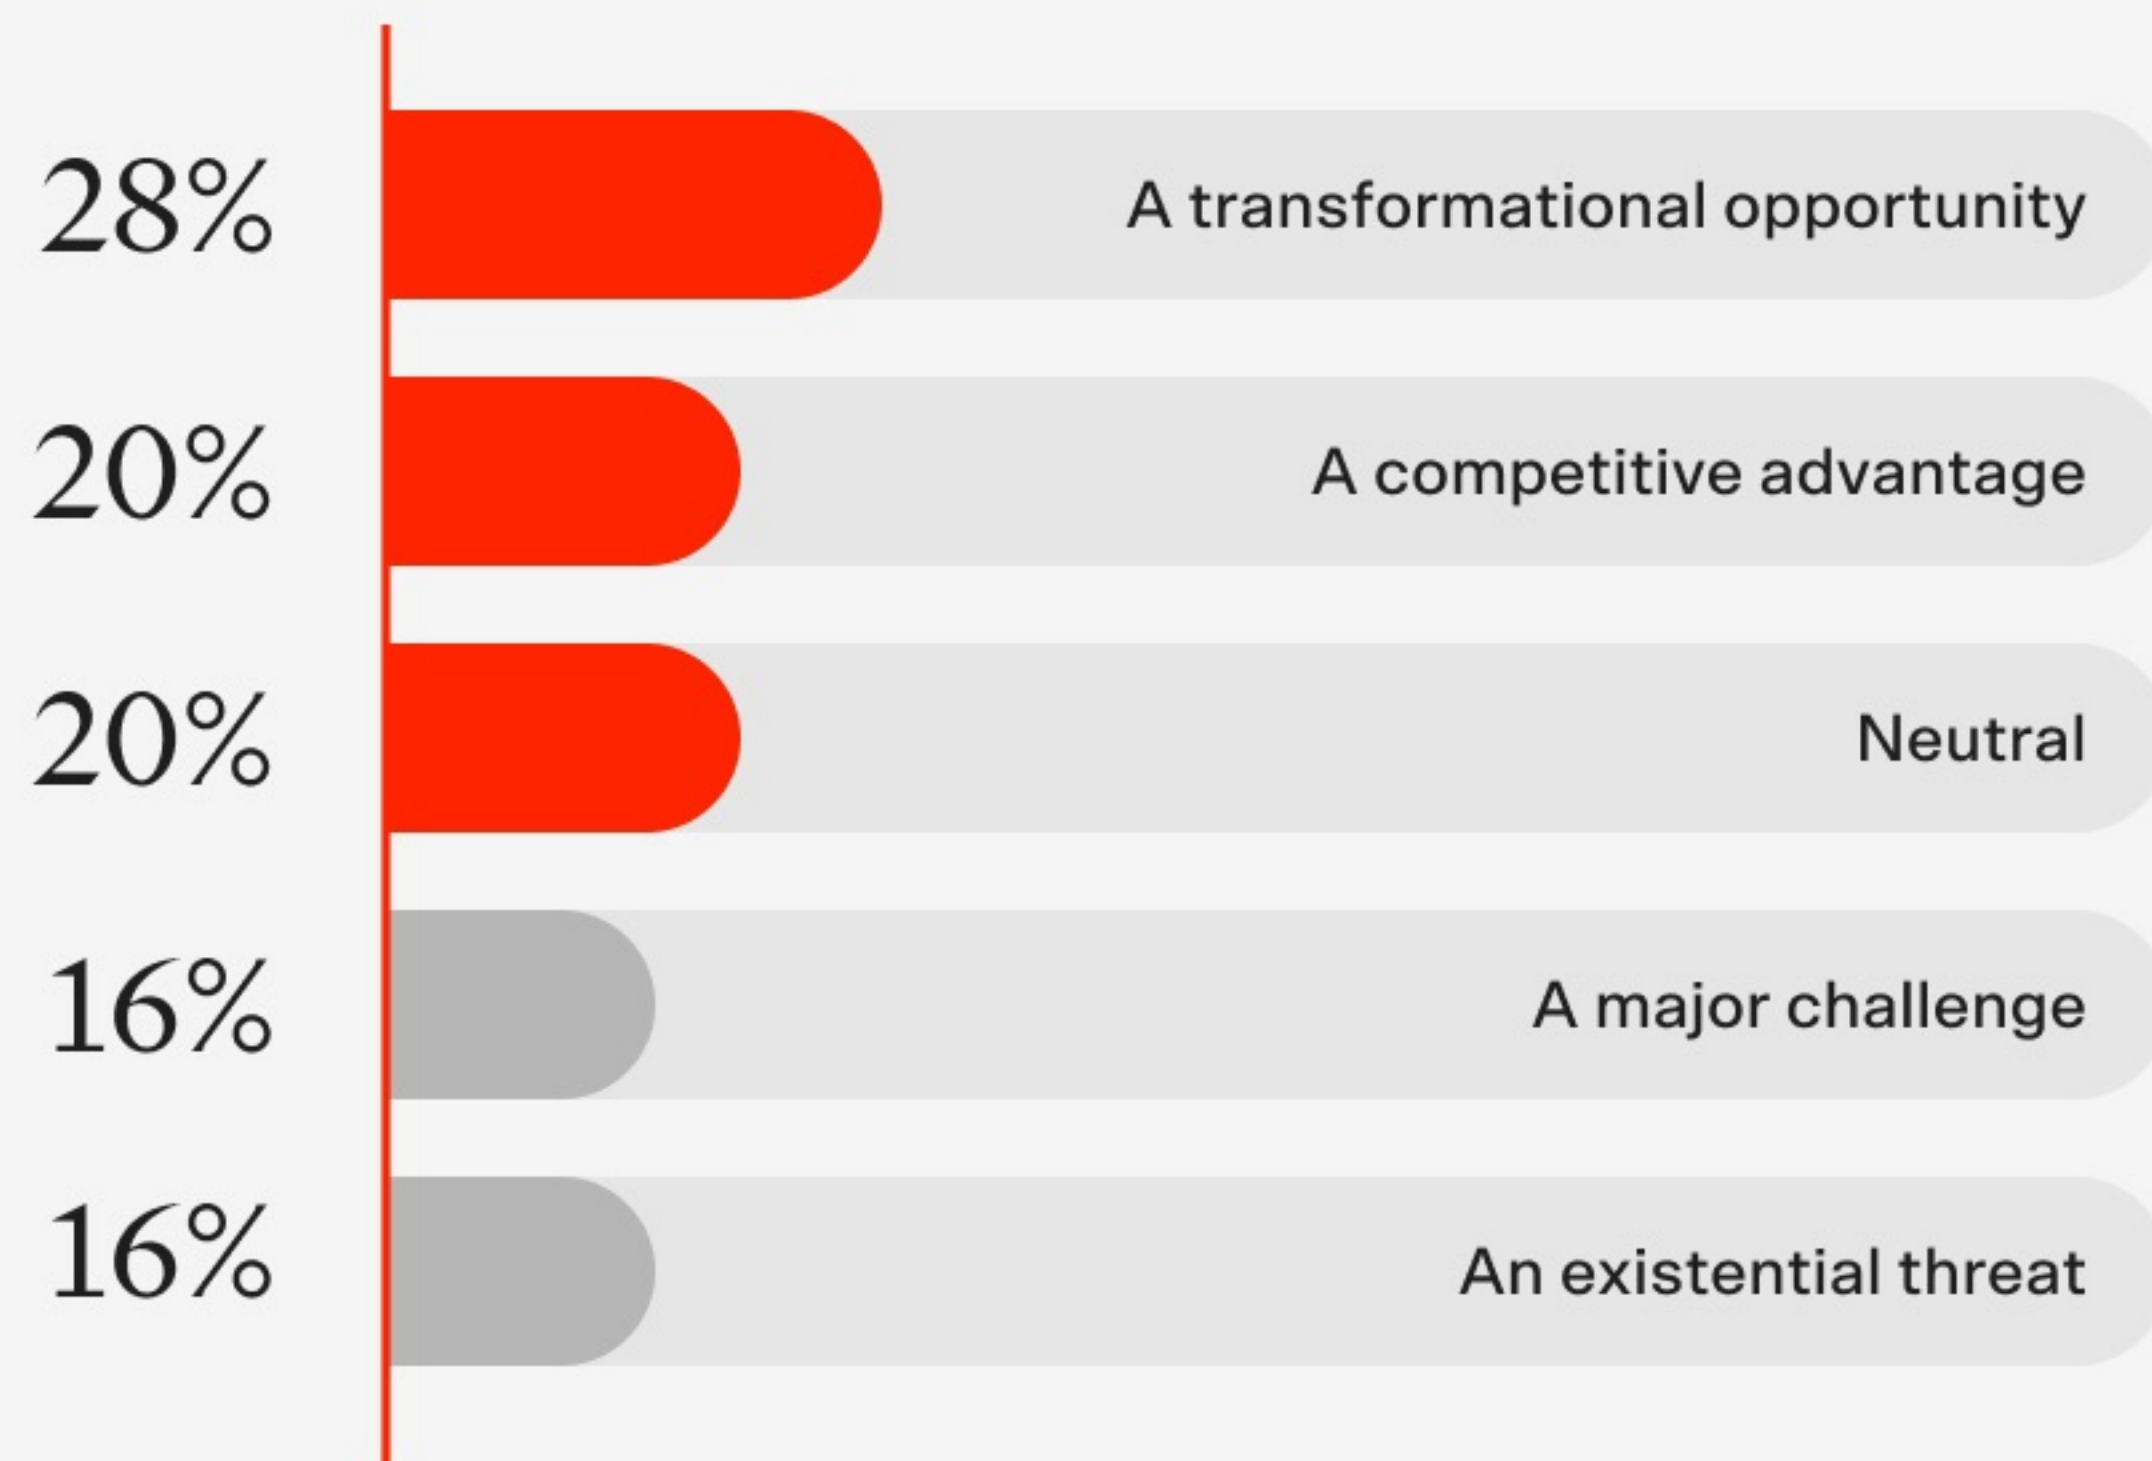 28%
A transformational opportunity
20%
A competitive advantage
20%
Neutral
16%
A major challenge
16%
An existential threat